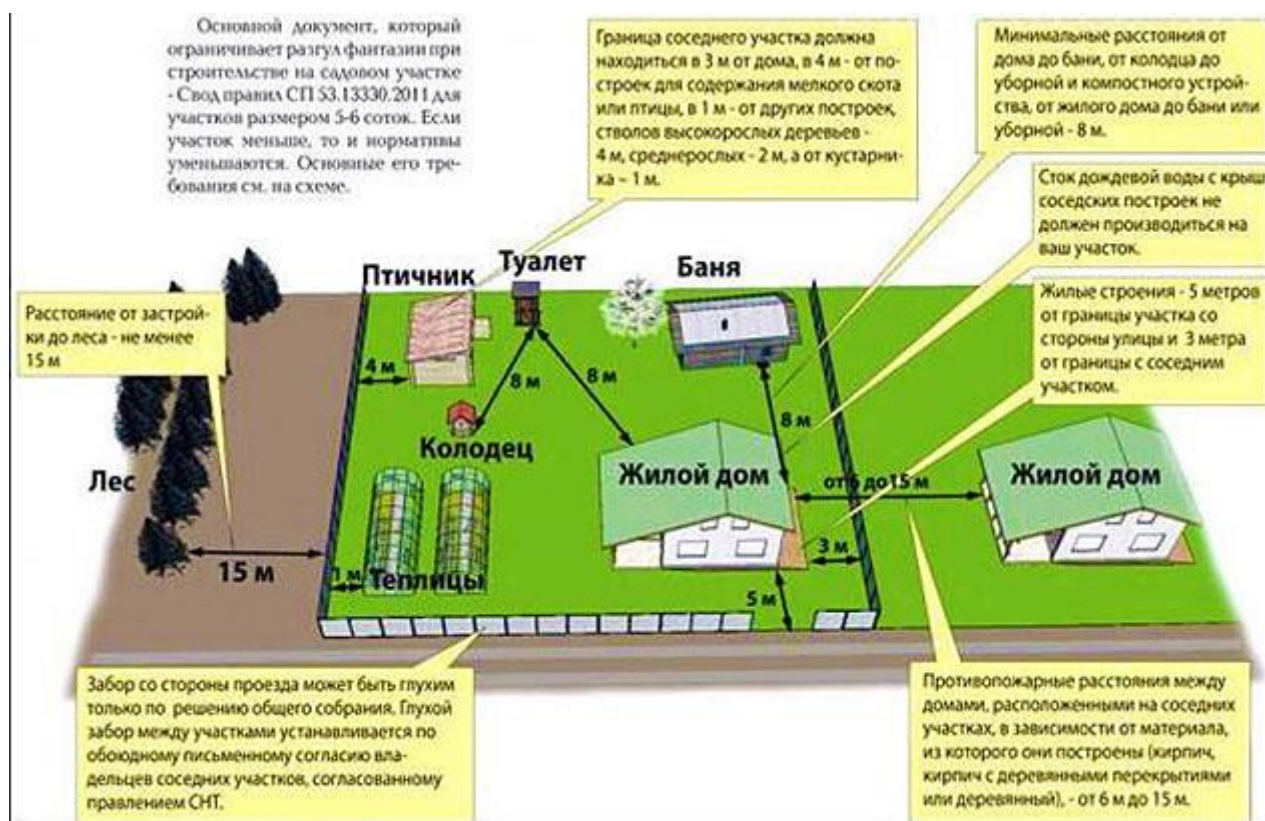 Основной документ, который
ограничивает разгул фантазии при
строительстве на садовом участке
- Свод правил СП 53.13330.2011 для
участков размером 5-6 соток. Если
участок меньше, то и нормативы
уменьшаются. Основные его тре-
бования см. на схеме.
Граница соседнего участка должна
находиться в 3 м от дома, в 4 м - от по-
строек для содержания мелкого скота
или птицы, в 1 м - от других построек,
стволов высокорослых деревьев -
4 м, среднерослых - 2 м, а от кустарни-
ка – 1 м.
Минимальные расстояния от
дома до бани, от колодца до
уборной и компостного устрой-
ства, от жилого дома до бани или
уборной - 8 м.
Сток дождевой воды с крыш
соседских построек не
должен производиться на
ваш участок.
Жилые строения - 5 метров
от границы участка со
стороны улицы и 3 метра
от границы с соседним
участком.
Расстояние от застрой-
ки до леса - не менее
15 м
Птичник
Туалет
Баня
4 м
8 м
8 м
8 м
Колодец
Лес
Жилой дом
от 6 до 15 м
Жилой дом
15 м
1 м
Теплицы
3 м
5 м
Забор со стороны проезда может быть глухим
только по решению общего собрания. Глухой
забор между участками устанавливается по
обоюдному письменному согласию вла-
дельцев соседних участков, согласованному
правлением СНТ.
Противопожарные расстояния между
домами, расположенными на соседних
участках, в зависимости от материала,
из которого они построены (кирпич,
кирпич с деревянными перекрытиями
или деревянный), - от 6 м до 15 м.